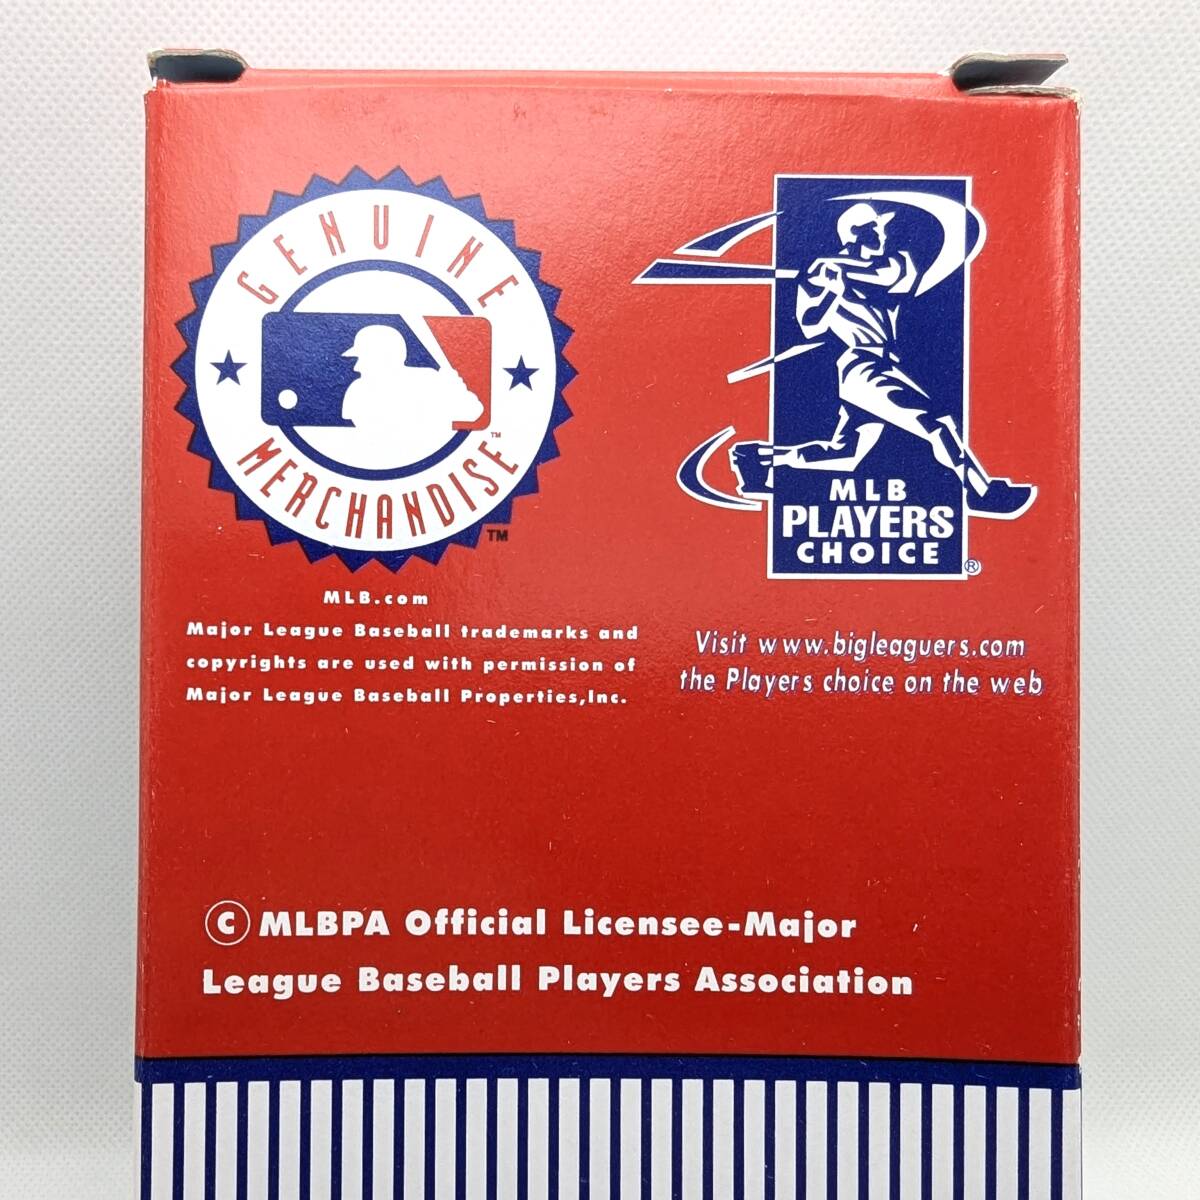 GENUINE
MERCHANDISE™
™
MLB.com
Major League Baseball trademarks and
copyrights are used with permission of
Major League Baseball Properties,Inc.
MLB
PLAYERS
CHOICE®
Visit www.bigleaguers.com
the Players choice on the web
© MLBPA Official Licensee-Major
League Baseball Players Association